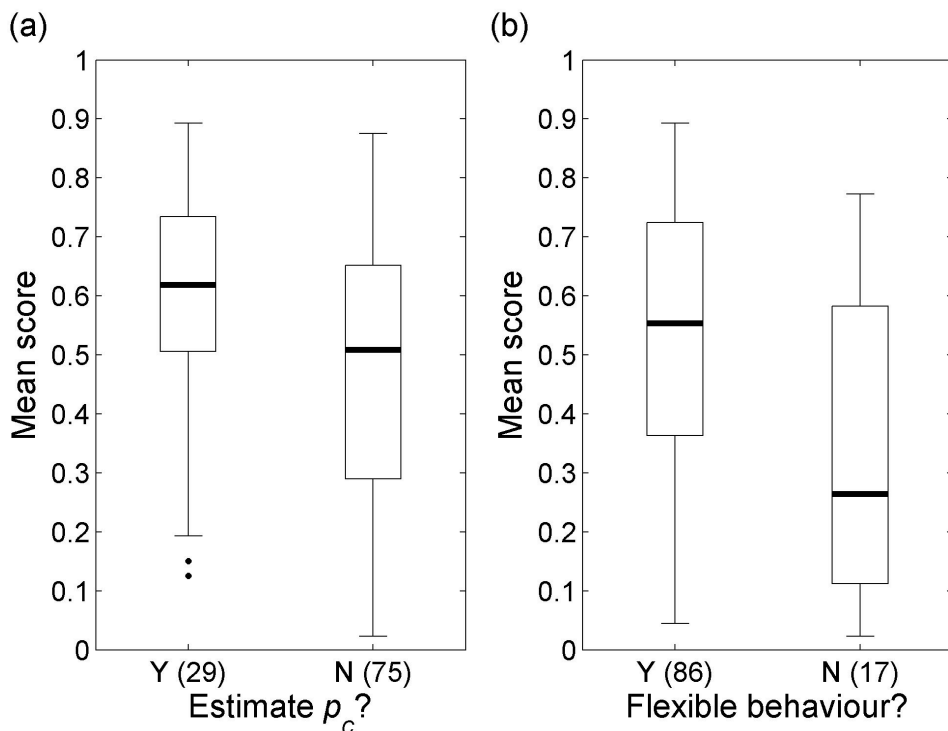 (a)
Mean score
1
0.9
0.8
0.7
0.6
0.5
0.4
0.3
0.2
0.1
0
Y (29) N (75)
Estimate pc?
(b)
Mean score
1
0.9
0.8
0.7
0.6
0.5
0.4
0.3
0.2
0.1
0
Y (86) N (17)
Flexible behaviour?